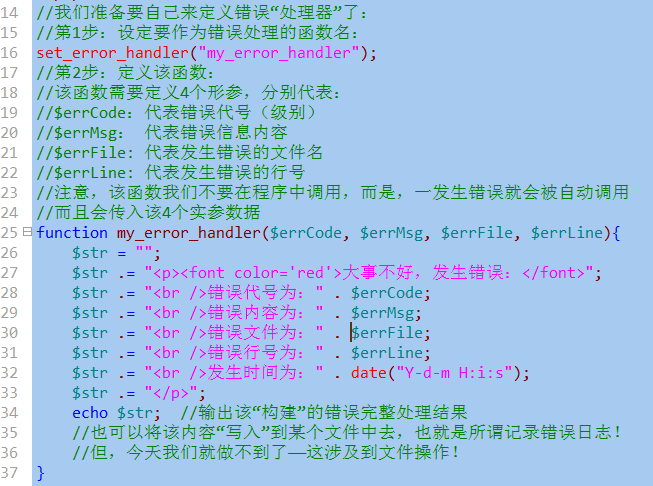 14 //我们准备要自己来定义错误“处理器”了：
15 //第1步：设定要作为错误处理的函数名：
16 set_error_handler("my_error_handler");
17 //第2步：定义该函数：
18 //该函数需要定义4个形参，分别代表：
19 //$errCode：代表错误代号（级别）
20 //$errMsg： 代表错误信息内容
21 //$errFile: 代表发生错误的文件名
22 //$errLine: 代表发生错误的行号
23 //注意，该函数我们不要在程序中调用，而是，一发生错误就会被自动调用
24 //而且会传入该4个实参数据
25 function my_error_handler($errCode, $errMsg, $errFile, $errLine){
26     $str = "";
27     $str .= "<p><font color='red'>大事不好，发生错误：</font>";
28     $str .= "<br />错误代号为：" . $errCode;
29     $str .= "<br />错误内容为：" . $errMsg;
30     $str .= "<br />错误文件为：" . $errFile;
31     $str .= "<br />错误行号为：" . $errLine;
32     $str .= "<br />发生时间为：" . date("Y-d-m H:i:s");
33     $str .= "</p>";
34     echo $str;  //输出该“构建”的错误完整处理结果
35     //也可以将该内容“写入”到某个文件中去，也就是所谓记录错误日志！
36     //但，今天我们就做不到了——这涉及到文件操作！
37 }